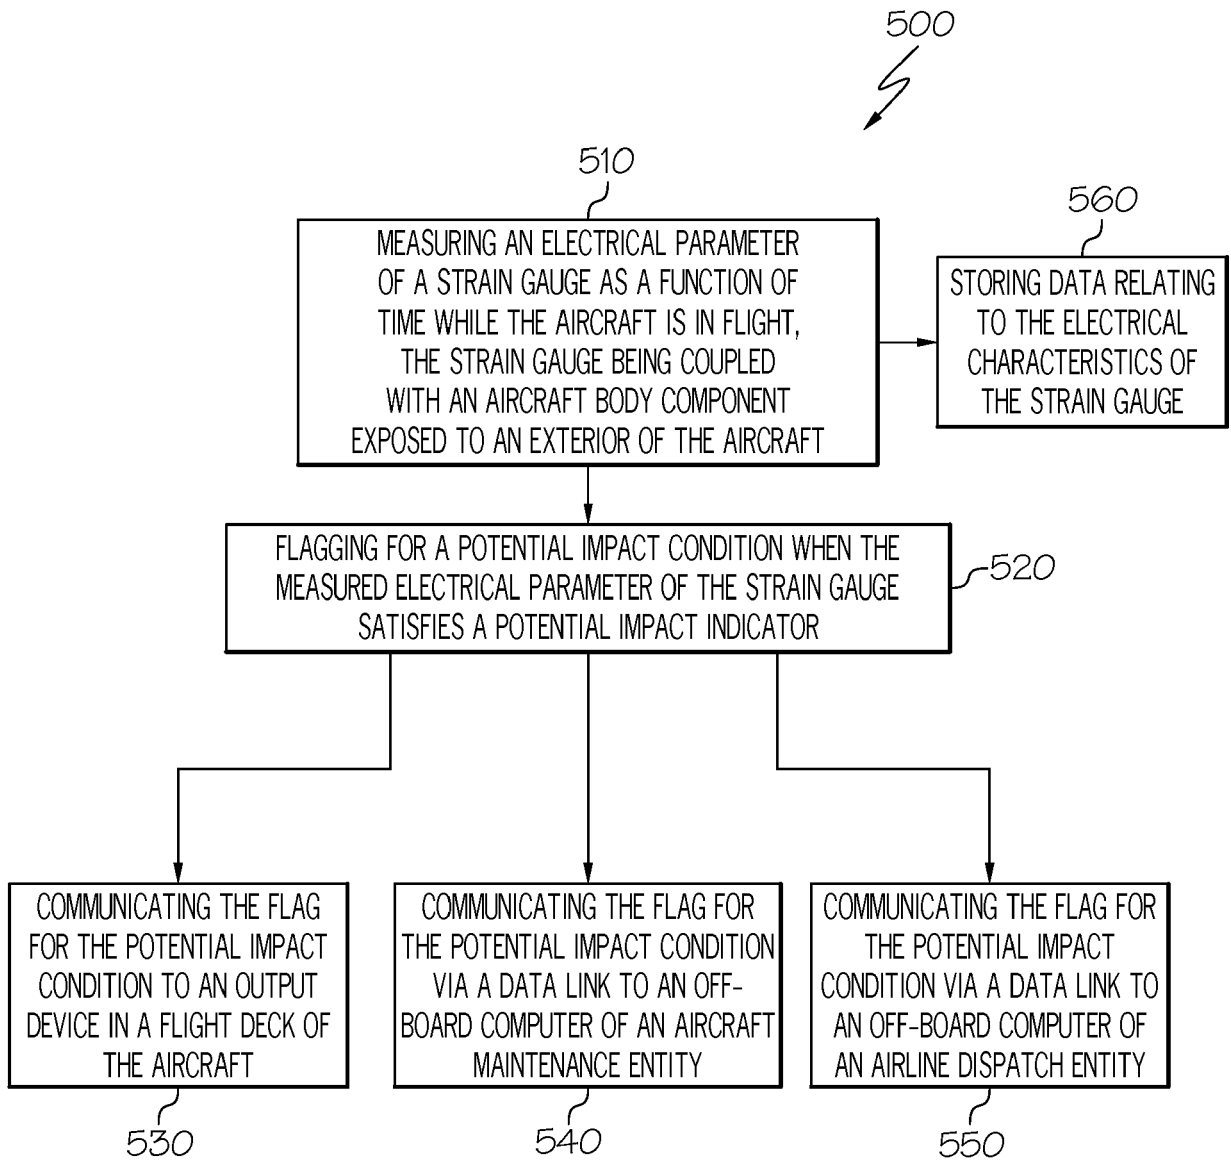 500
510
MEASURING AN ELECTRICAL PARAMETER
OF A STRAIN GAUGE AS A FUNCTION OF
TIME WHILE THE AIRCRAFT IS IN FLIGHT,
THE STRAIN GAUGE BEING COUPLED
WITH AN AIRCRAFT BODY COMPONENT
EXPOSED TO AN EXTERIOR OF THE AIRCRAFT
560
STORING DATA RELATING
TO THE ELECTRICAL
CHARACTERISTICS OF
THE STRAIN GAUGE
FLAGGING FOR A POTENTIAL IMPACT CONDITION WHEN THE
MEASURED ELECTRICAL PARAMETER OF THE STRAIN GAUGE
SATISFIES A POTENTIAL IMPACT INDICATOR
520
COMMUNICATING THE FLAG
FOR THE POTENTIAL IMPACT
CONDITION TO AN OUTPUT
DEVICE IN A FLIGHT DECK OF
THE AIRCRAFT
530
COMMUNICATING THE FLAG FOR
THE POTENTIAL IMPACT CONDITION
VIA A DATA LINK TO AN OFF-
BOARD COMPUTER OF AN AIRCRAFT
MAINTENANCE ENTITY
540
COMMUNICATING THE FLAG FOR
THE POTENTIAL IMPACT
CONDITION VIA A DATA LINK TO
AN OFF-BOARD COMPUTER OF
AN AIRLINE DISPATCH ENTITY
550